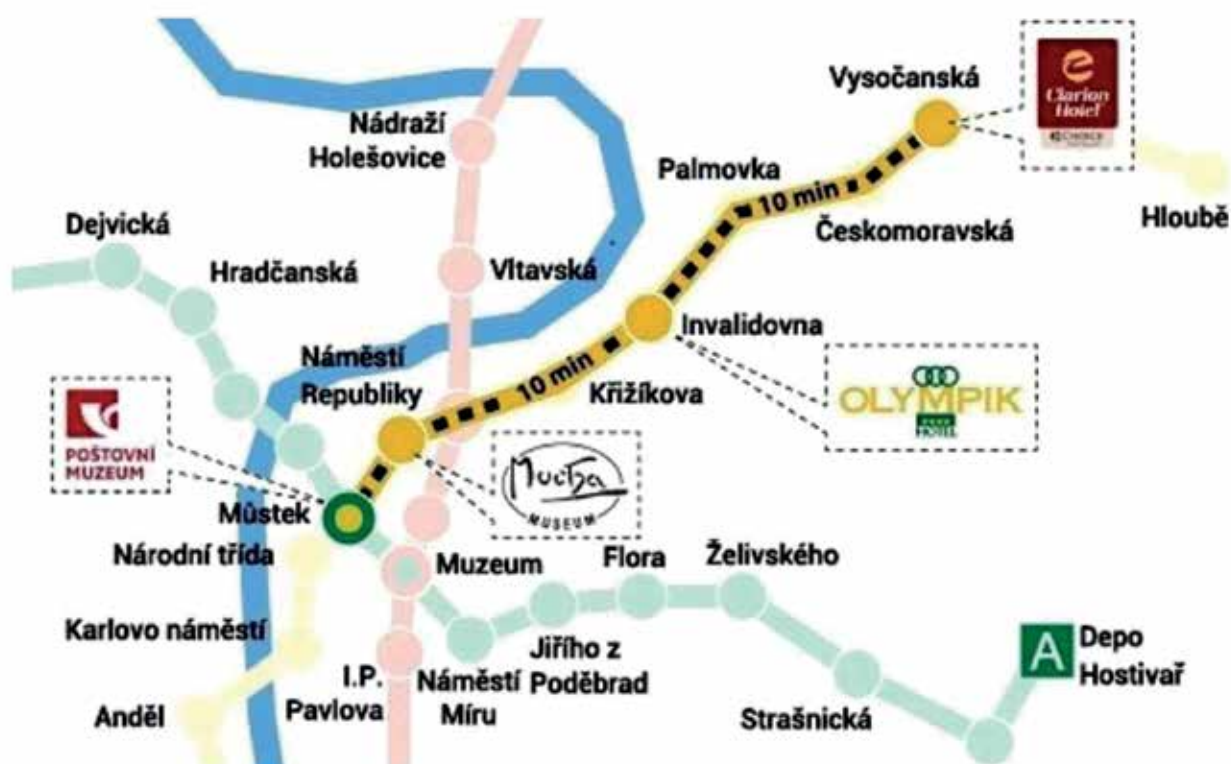 Vysočanská
Clarion
Hotel
CHOICE
Nádraží
Holešovice
Palmovka
10 min
Hloubě
Českomoravská
Dejvická
Hradčanská
Vltavská
Invalidovna
Náměstí
Republiky
10 min
Křižíkova
OLYMPIK
HOTEL
POŠTOVNÍ
MUZEUM
Mucha
MUSEUM
Můstek
Národní třída
Muzeum
Flora
Želivského
Karlovo náměstí
Jiřího z
Poděbrad
A
Depo
Hostivař
I.P.
Pavlova
Náměstí
Míru
Anděl
Strašnická